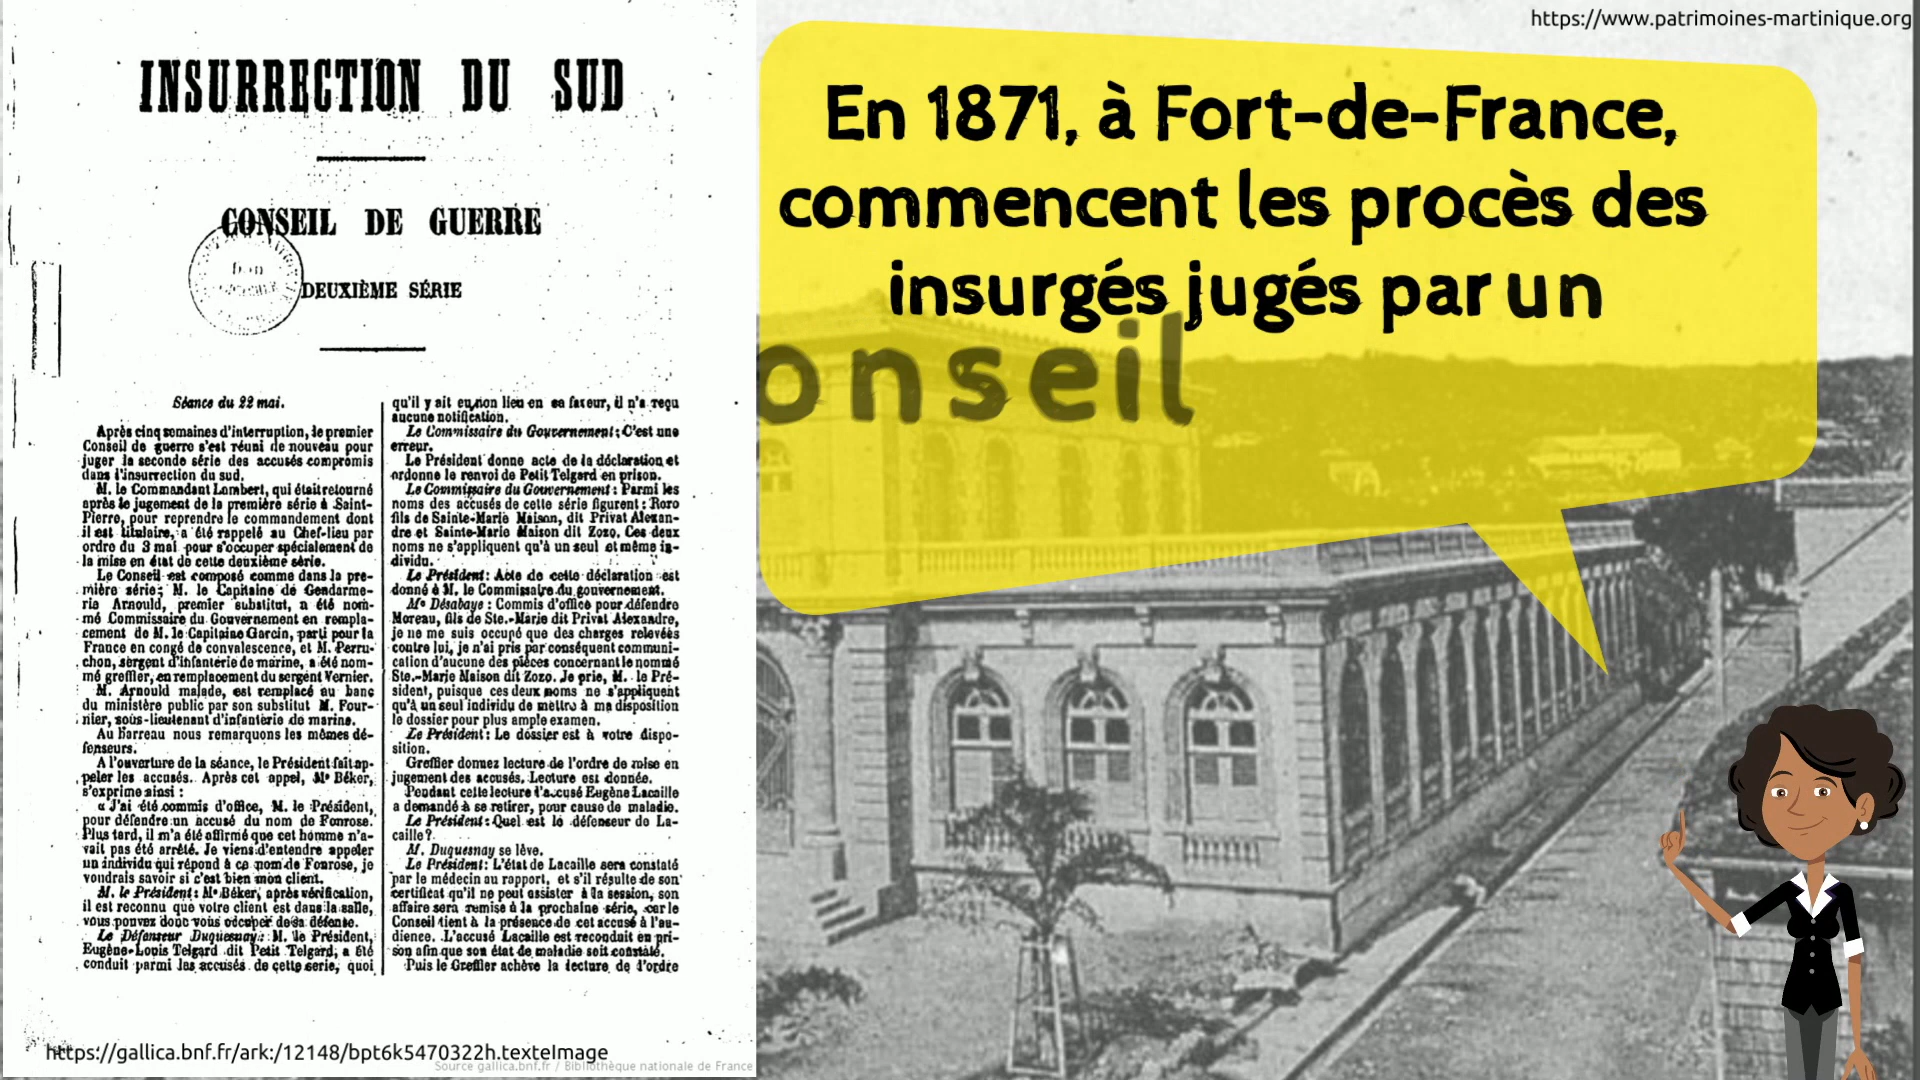 INSURRECTION DU SUD
CONSEIL DE GUERRE
DEUXIÈME SÉRIE
Séance du 22 mai.
Après cinq semaines d'interruption, le premier
Conseil de guerre s'est réuni de nouveau pour
juger la seconde série des accusés compromis
dans l'insurrection du sud.
M. le Commandant Lambert, qui était retourné
après le jugement de la première série à Saint-
Pierre, pour reprendre le commandement dont
il est titulaire, a été rappelé au Chef-lieu par
ordre du 3 mai pour s'occuper spécialement de
la mise en état de cette deuxième série.
Le Conseil est composé comme dans la pre-
mière série; M. le Capitaine de Gendarme-
rie Arnould, premier substitut, a été nom-
mé Commissaire du Gouvernement en rempla-
cement de M. le Capitaine Garcin, parti pour la
France en congé de convalescence, et M. Perru-
chon, sergent d'infanterie de marine, a été nom-
mé greffier, en remplacement du sergent Vernier.
M. Arnould malade, est remplacé au banc
du ministère public par son substitut M. Four-
nier, sous-lieutenant d'infanterie de marine.
Au Barreau nous remarquons les mêmes dé-
fenseurs.
A l'ouverture de la séance, le Président fait ap-
peler les accusés. Après cet appel, Me Béker,
s'exprime ainsi :
« J'ai été commis d'office, M. le Président,
pour défendre un accusé du nom de Fonrose.
Plus tard, il m'a été affirmé que cet homme n'a-
vait pas été arrêté. Je viens d'entendre appeler
un individu qui répond à ce nom de Fonrose, je
voudrais savoir si c'est bien mon client.
M. le Président : Me Béker, après vérification,
il est reconnu que votre client est dans la salle,
vous pouvez donc vous occuper de sa défense.
Le Défenseur Duquesnay : M. le Président,
Eugène-Louis Telgard dit Petit Telgard, a été
conduit parmi les accusés de cette serie, quoi
qu'il y ait eu non lieu en sa faveur, il n'a reçu
aucune notification.
Le Commissaire du Gouvernement : C'est une
erreur.
Le Président donne acte de la déclaration et
ordonne le renvoi de Petit Telgard en prison.
Le Commissaire du Gouvernement : Parmi les
noms des accusés de cette série figurent : Roro
fils de Sainte-Marie Maison, dit Privat Alexan-
dre et Sainte-Marie Maison dit Zozo. Ces deux
noms ne s'appliquent qu'à un seul et même in-
dividu.
Le Président : Acte de cette déclaration est
donné à M. le Commissaire du gouvernement.
Me Désabaye : Commis d'office pour défendre
Moreau, fils de Ste.-Marie dit Privat Alexandre,
je ne me suis occupé que des charges relevées
contre lui, je n'ai pris par conséquent communi-
cation d'aucune des pièces concernant le nommé
Ste.-Marie Maison dit Zozo. Je prie, M. le Pré-
sident, puisque ces deux noms ne s'appliquent
qu'à un seul individu de mettre à ma disposition
le dossier pour plus ample examen.
Le Président : Le dossier est à votre dispo-
sition.
Greffier donnez lecture de l'ordre de mise en
jugement des accusés. Lecture est donnée.
Pendant cette lecture l'accusé Eugène Lacaille
a demandé à se retirer, pour cause de maladie.
Le Président : Quel est le défenseur de La-
caille ?
M. Duquesnay se lève.
Le Président : L'état de Lacaille sera constaté
par le médecin au rapport, et s'il résulte de son
certificat qu'il ne peut assister à la session, son
affaire sera remise à la prochaine série, car le
Conseil tient à la présence de cet accusé à l'au-
dience. L'accusé Lacaille est reconduit en pri-
son afin que son état de maladie soit constaté.
Puis le Greffier achève la lecture de l'ordre
https://gallica.bnf.fr/ark:/12148/bpt6k5470322h.texteImage
Source gallica.bnf.fr / Bibliothèque nationale de France
https://www.patrimoines-martinique.org
En 1871, à Fort-de-France,
commencent les procès des
insurgés jugés par un
onseil